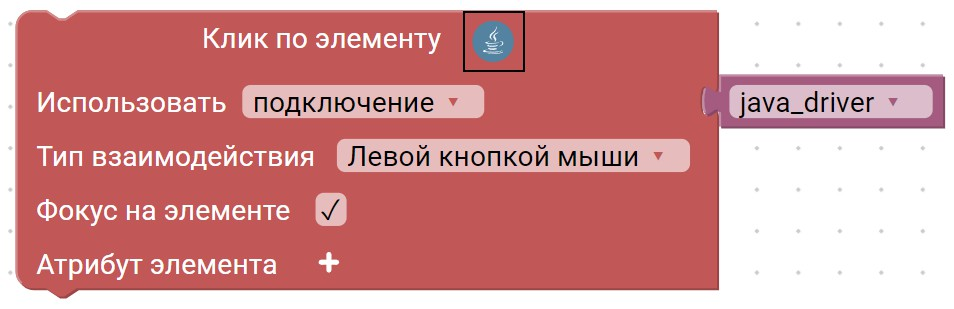 Клик по элементу
Использовать подключение java_driver
Тип взаимодействия Левой кнопкой мыши
Фокус на элементе ✓
Атрибут элемента +